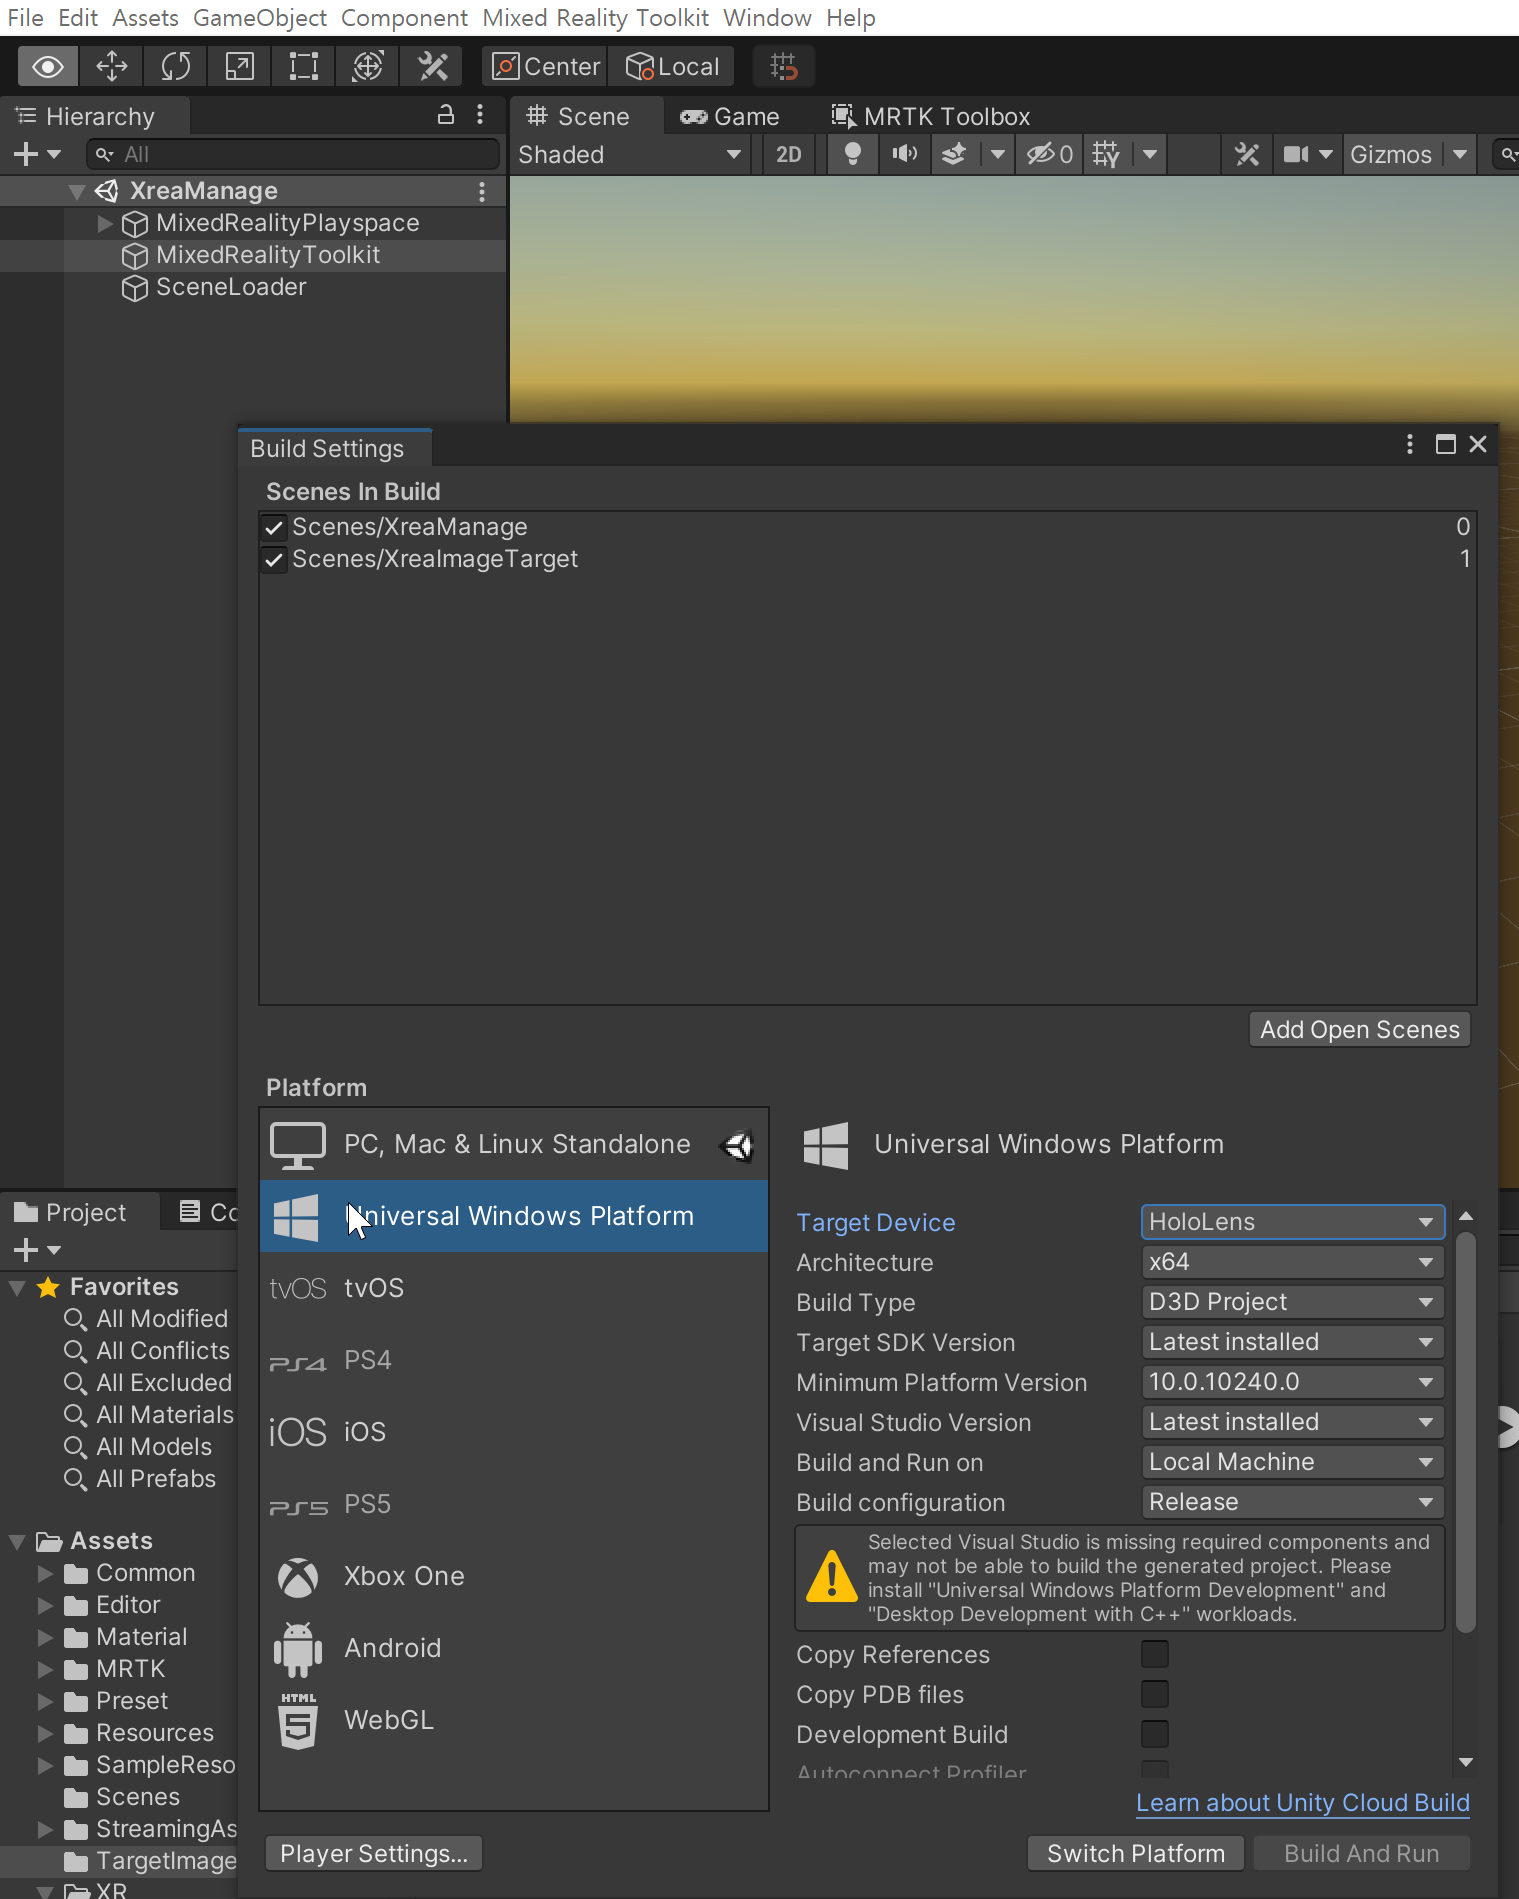 File Edit Assets GameObject Component Mixed Reality Toolkit Window Help
Center Local
Hierarchy
Scene Game MRTK Toolbox
All
Shaded 2D 0 Gizmos
XreaManage
MixedRealityPlayspace
MixedRealityToolkit
SceneLoader
Build Settings
Scenes In Build
Scenes/XreaManage 0
Scenes/XreaImageTarget 1
Add Open Scenes
Platform
PC, Mac & Linux Standalone
Universal Windows Platform
tvOS tvOS
PS4 PS4
iOS iOS
PS5 PS5
Xbox One
Android
HTML 5 WebGL
Universal Windows Platform
Target Device HoloLens
Architecture x64
Build Type D3D Project
Target SDK Version Latest installed
Minimum Platform Version 10.0.10240.0
Visual Studio Version Latest installed
Build and Run on Local Machine
Build configuration Release
Selected Visual Studio is missing required components and
may not be able to build the generated project. Please
install "Universal Windows Platform Development" and
"Desktop Development with C++" workloads.
Copy References
Copy PDB files
Development Build
Autoconnect Profiler
Learn about Unity Cloud Build
Player Settings... Switch Platform Build And Run
Project Co
Favorites
All Modified
All Conflicts
All Excluded
All Materials
All Models
All Prefabs
Assets
Common
Editor
Material
MRTK
Preset
Resources
SampleReso
Scenes
StreamingAs
TargetImage
XR